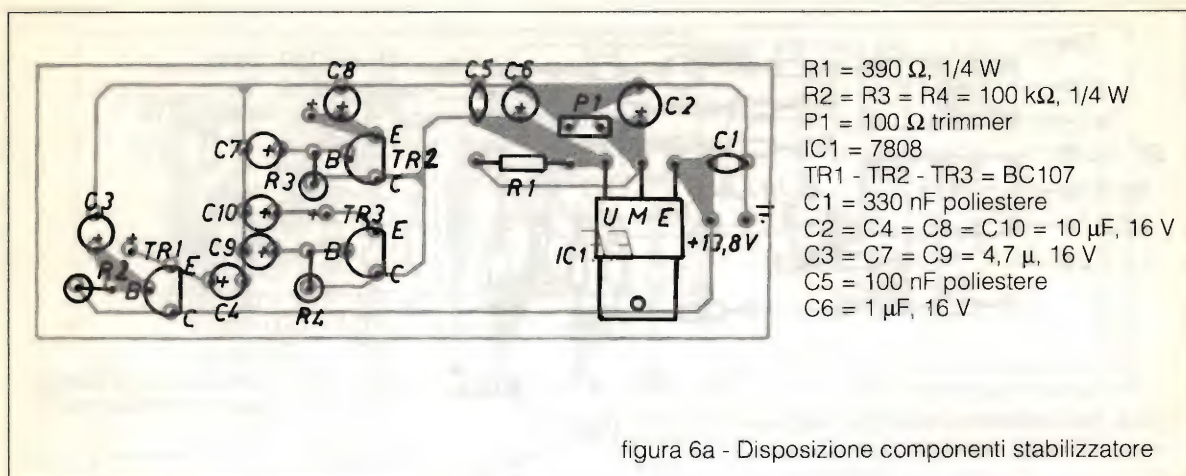 C8
C5
C6
P1
C2
E
C7
B
TR2
C1
R3
C
R1
C3
C10
TR3
E
U M E
TR1
C9
+13,8V
R2
E
B
IC1
B
C
C
C4
R4
R1 = 390 Ω, 1/4 W
R2 = R3 = R4 = 100 kΩ, 1/4 W
P1 = 100 Ω trimmer
IC1 = 7808
TR1 - TR2 - TR3 = BC107
C1 = 330 nF poliestere
C2 = C4 = C8 = C10 = 10 µF, 16 V
C3 = C7 = C9 = 4,7 µ, 16 V
C5 = 100 nF poliestere
C6 = 1 µF, 16 V
figura 6a - Disposizione componenti stabilizzatore